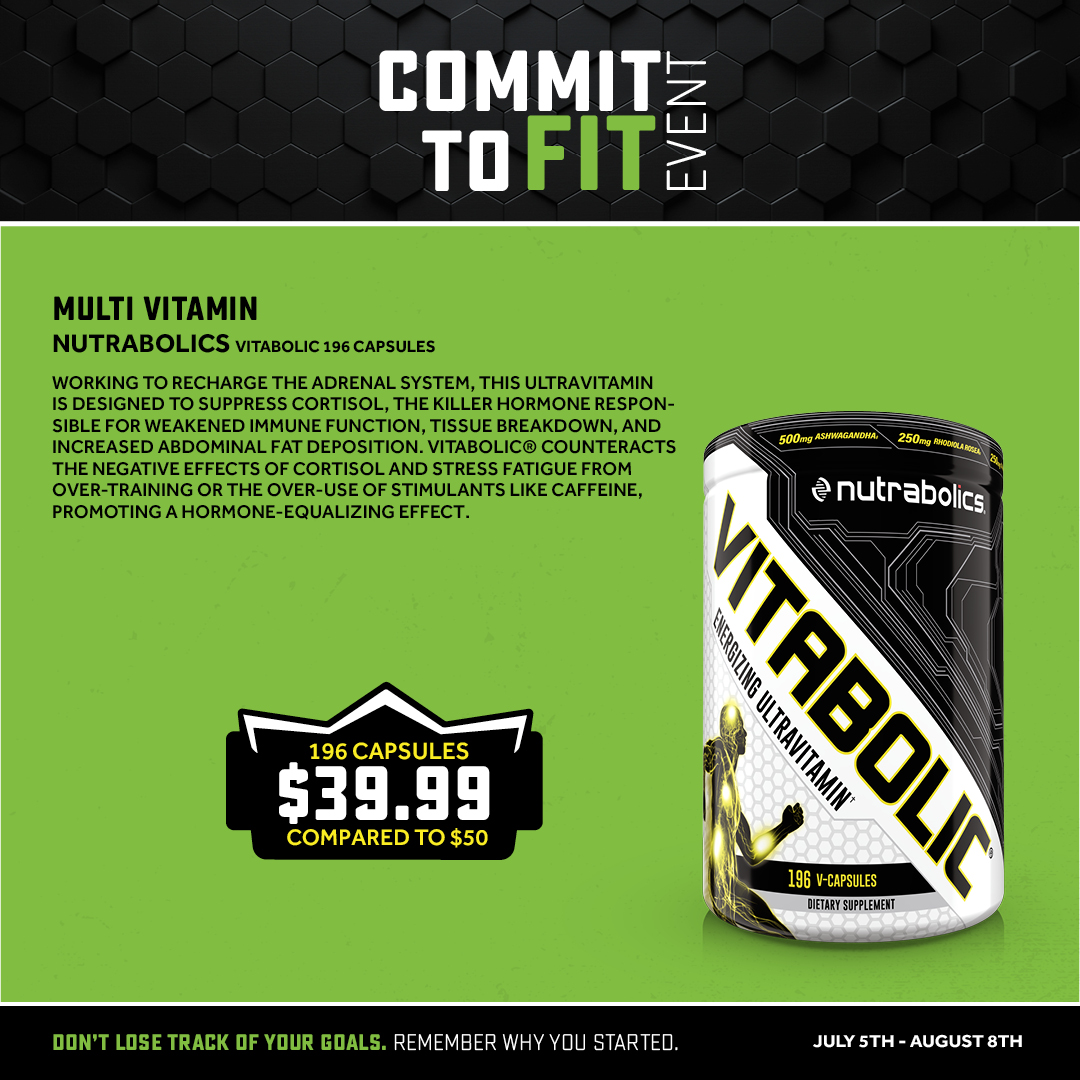 COMMIT
TO FIT
EVENT
MULTI VITAMIN
NUTRABOLICS VITABOLIC 196 CAPSULES
WORKING TO RECHARGE THE ADRENAL SYSTEM, THIS ULTRAVITAMIN
IS DESIGNED TO SUPPRESS CORTISOL, THE KILLER HORMONE RESPON-
SIBLE FOR WEAKENED IMMUNE FUNCTION, TISSUE BREAKDOWN, AND
INCREASED ABDOMINAL FAT DEPOSITION. VITABOLIC® COUNTERACTS
THE NEGATIVE EFFECTS OF CORTISOL AND STRESS FATIGUE FROM
OVER-TRAINING OR THE OVER-USE OF STIMULANTS LIKE CAFFEINE,
PROMOTING A HORMONE-EQUALIZING EFFECT.
500mg ASHWAGANDHA, 250mg RHODIOLA ROSEA,
nutrabolics.
VITABOLIC®
ENERGIZING ULTRAVITAMIN†
196 V-CAPSULES
DIETARY SUPPLEMENT
196 CAPSULES
$39.99
COMPARED TO $50
DON'T LOSE TRACK OF YOUR GOALS. REMEMBER WHY YOU STARTED.
JULY 5TH - AUGUST 8TH